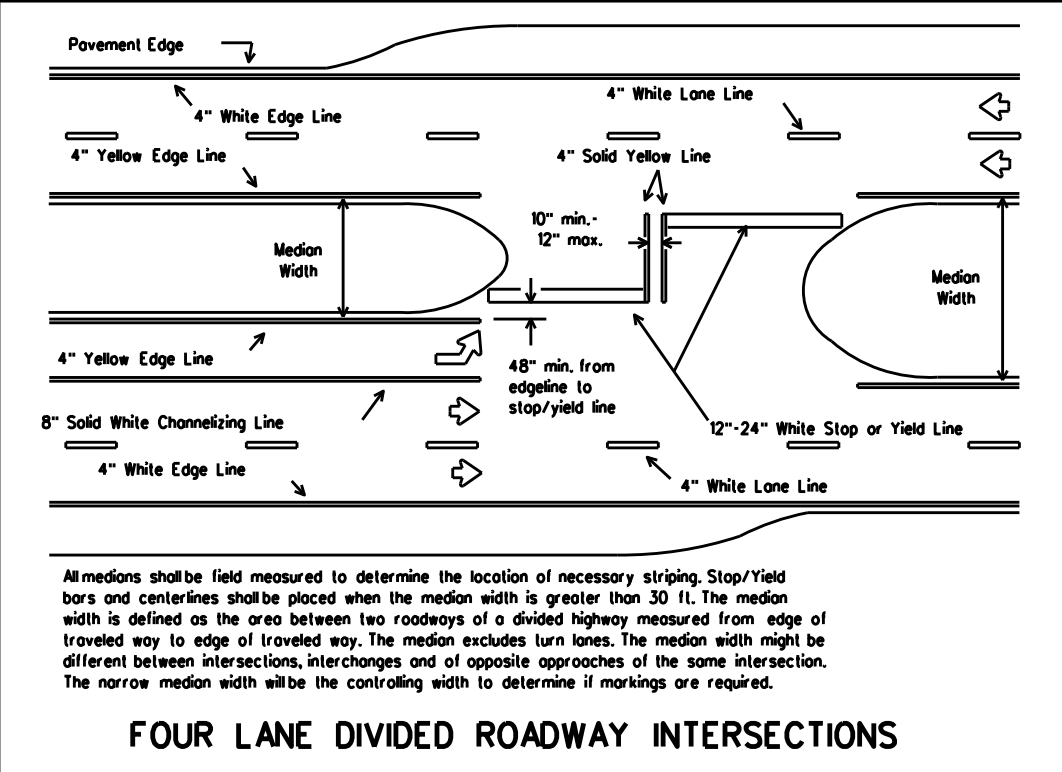 Pavement Edge
4" White Edge Line
4" White Lane Line
4" Yellow Edge Line
4" Solid Yellow Line
10" min.-
12" max.
Median
Width
Median
Width
4" Yellow Edge Line
48" min. from
edgeline to
stop/yield line
8" Solid White Channelizing Line
12"-24" White Stop or Yield Line
4" White Edge Line
4" White Lane Line
All medians shall be field measured to determine the location of necessary striping. Stop/Yield
bars and centerlines shall be placed when the median width is greater than 30 ft. The median
width is defined as the area between two roadways of a divided highway measured from edge of
traveled way to edge of traveled way. The median excludes turn lanes. The median width might be
different between intersections, interchanges and of opposite approaches of the same intersection.
The narrow median width will be the controlling width to determine if markings are required.
FOUR LANE DIVIDED ROADWAY INTERSECTIONS